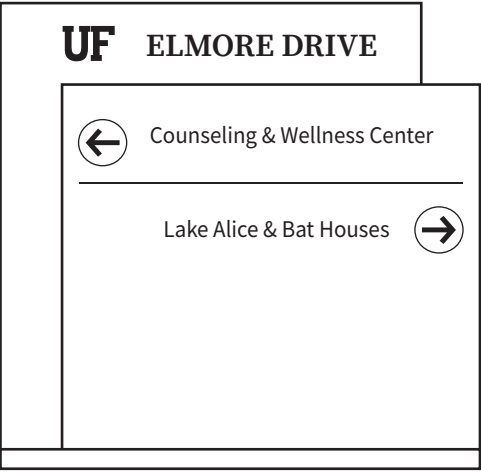 UF ELMORE DRIVE
Counseling & Wellness Center
Lake Alice & Bat Houses